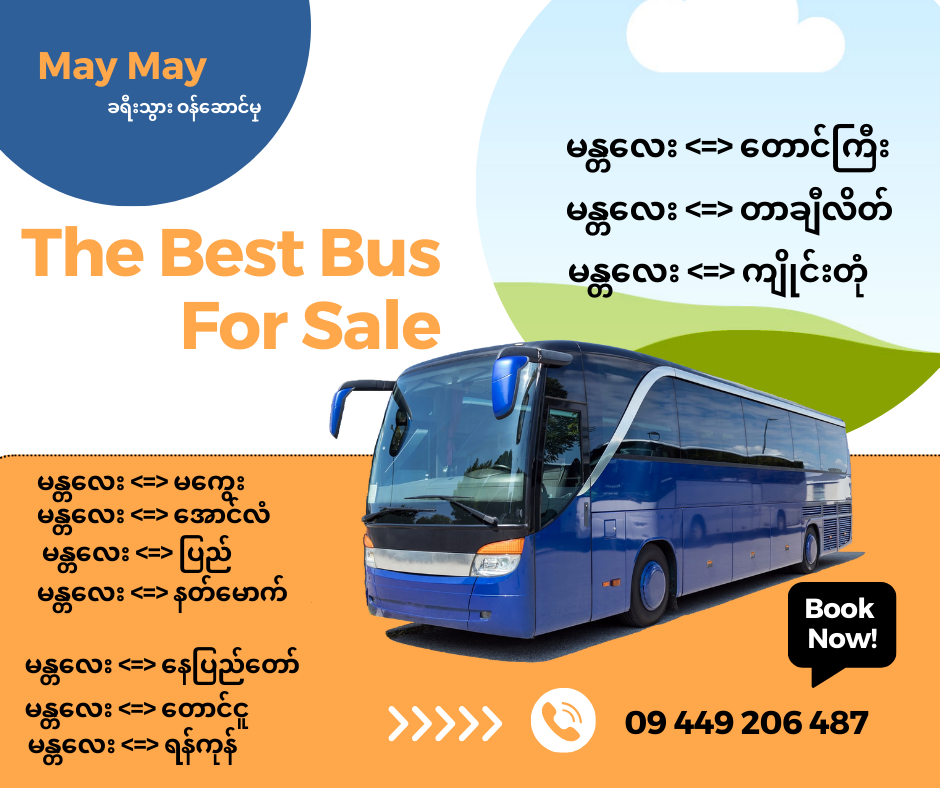 May May
ခရီးသွား ဝန်ဆောင်မှု
The Best Bus
For Sale
မန္တလေး <=> တောင်ကြီး
မန္တလေး <=> တာချီလိတ်
မန္တလေး <=> ကျိုင်းတုံ
မန္တလေး <=> မကွေး
မန္တလေး <=> အောင်လံ
မန္တလေး <=> ပြည်
မန္တလေး <=> နတ်မောက်
မန္တလေး <=> နေပြည်တော်
မန္တလေး <=> တောင်ငူ
မန္တလေး <=> ရန်ကုန်
Book
Now!
09 449 206 487